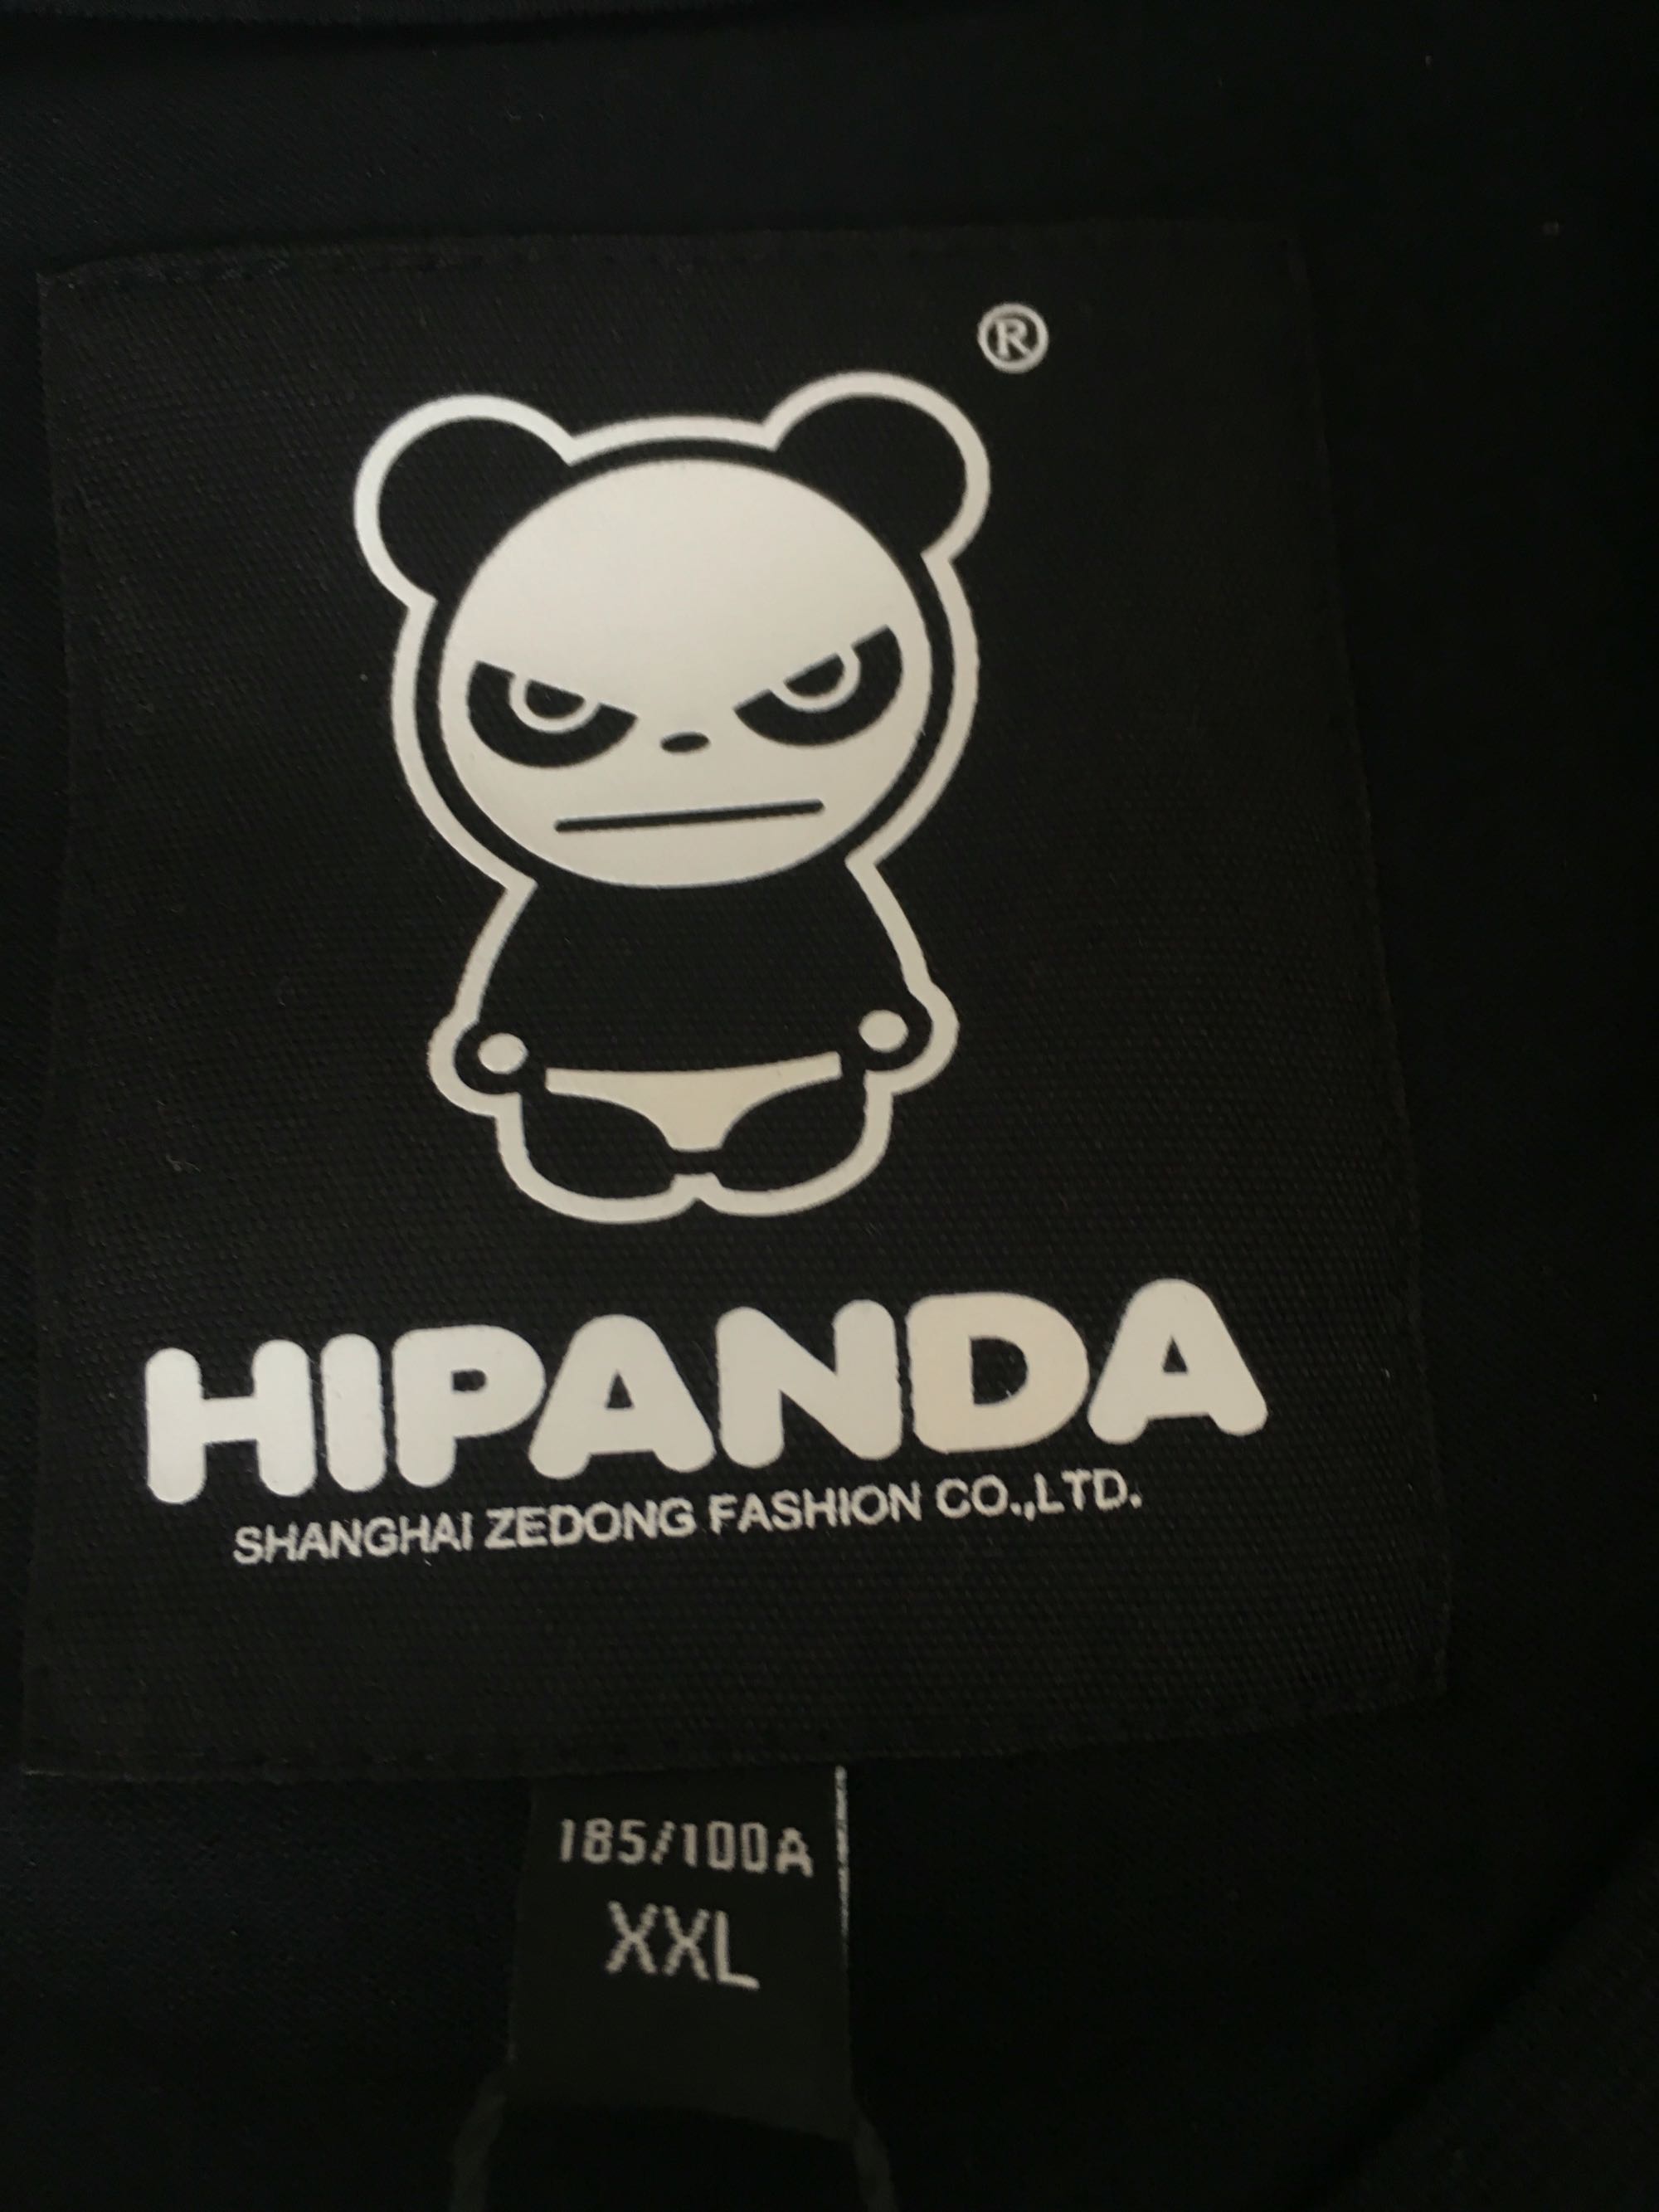 ®
HIPANDA
SHANGHAI ZEDONG FASHION CO.,LTD.
185/100A
XXL